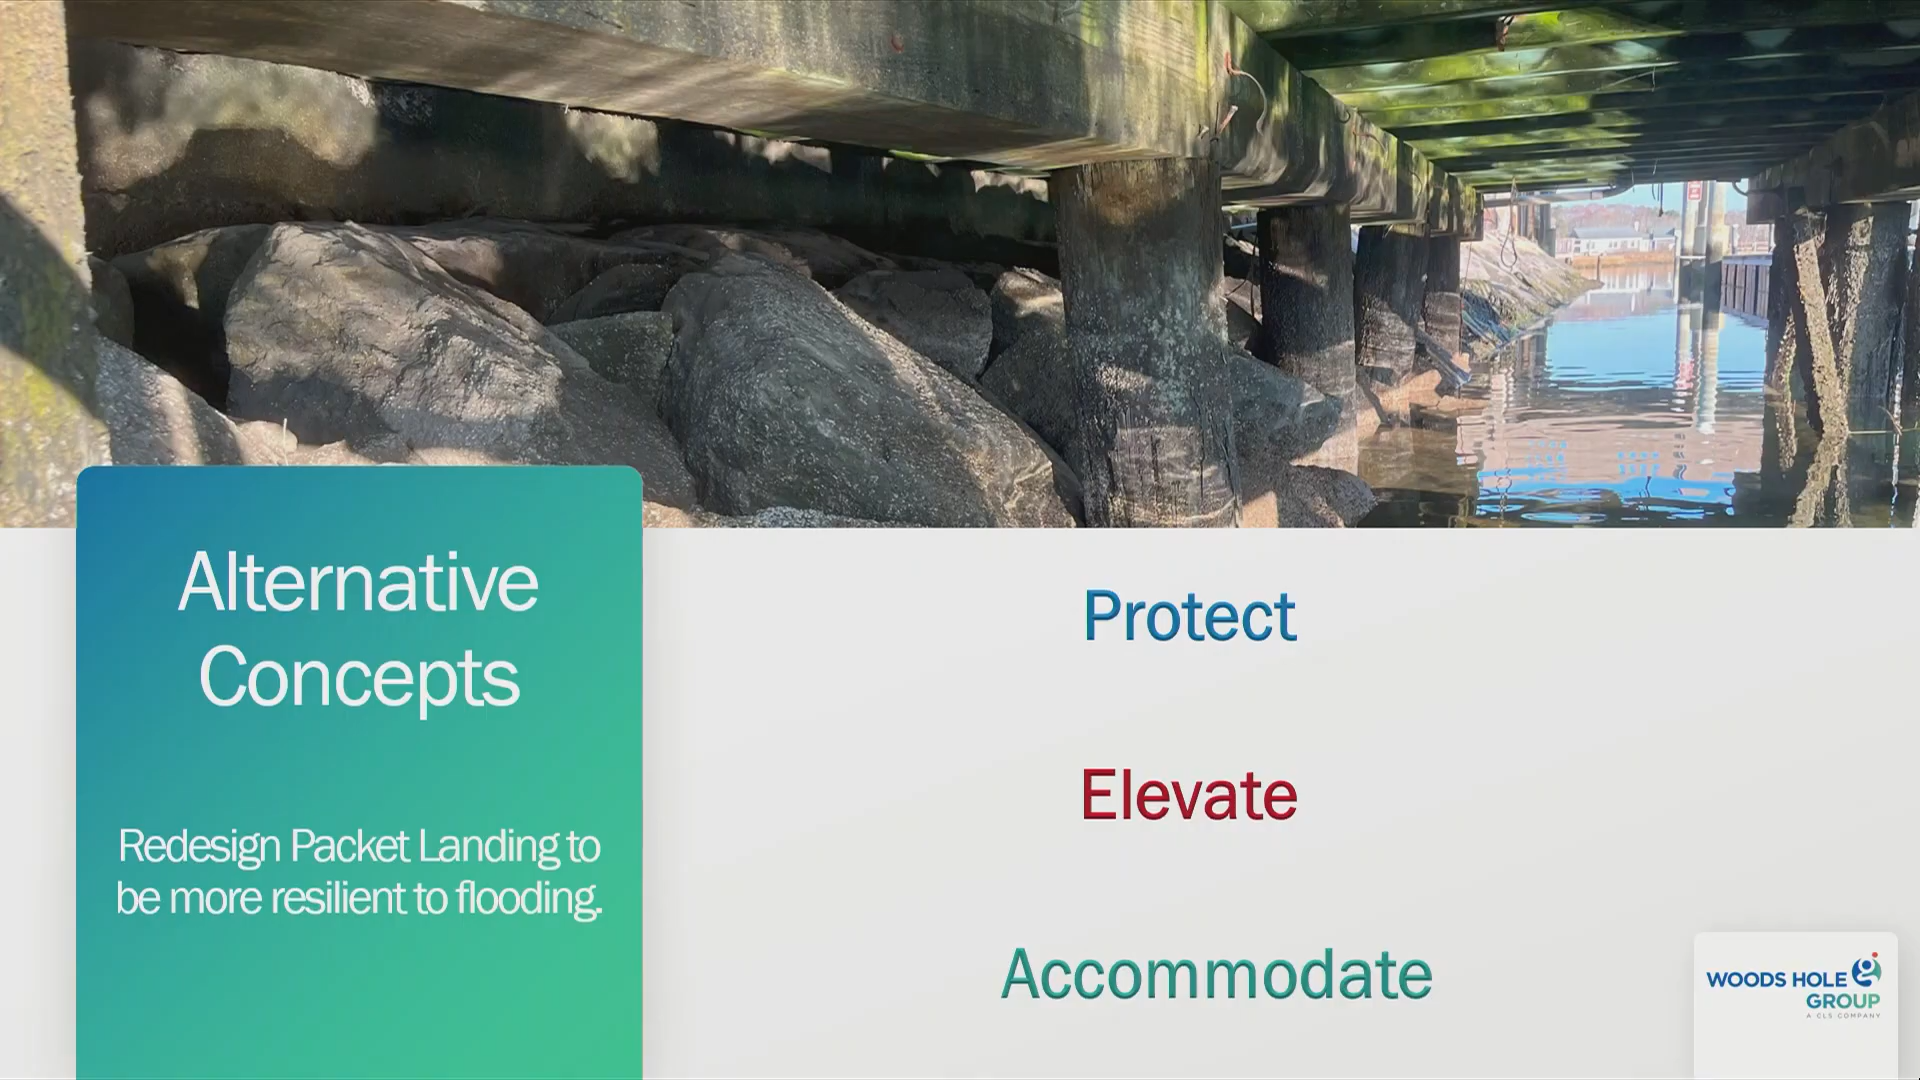 Alternative
Concepts
Redesign Packet Landing to
be more resilient to flooding.
Protect
Elevate
Accommodate
WOODS HOLE
GROUP
A CLS COMPANY